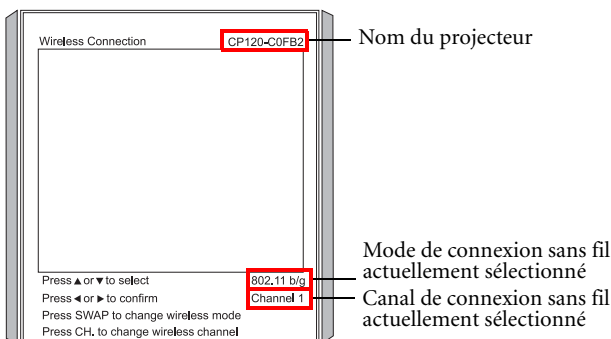 Wireless Connection CP120-C0FB2
Nom du projecteur
Press ▲ or ▼ to select 802.11 b/g
Mode de connexion sans fil
actuellement sélectionné
Press ◄ or ► to confirm Channel 1
Canal de connexion sans fil
actuellement sélectionné
Press SWAP to change wireless mode
Press CH. to change wireless channel